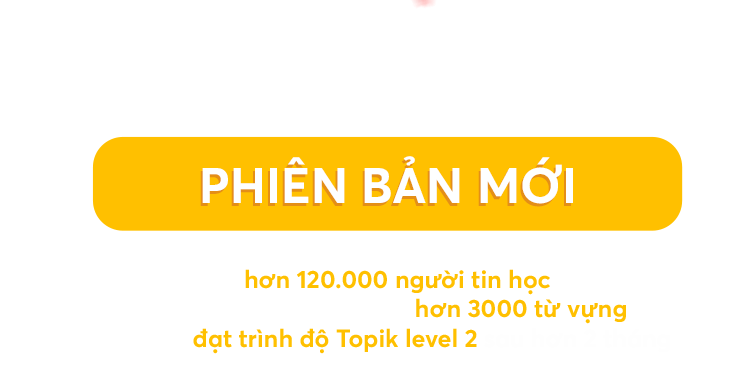 PHIÊN BẢN MỚI
hơn 120.000 người tin học
hơn 3000 từ vựng
đạt trình độ Topik level 2